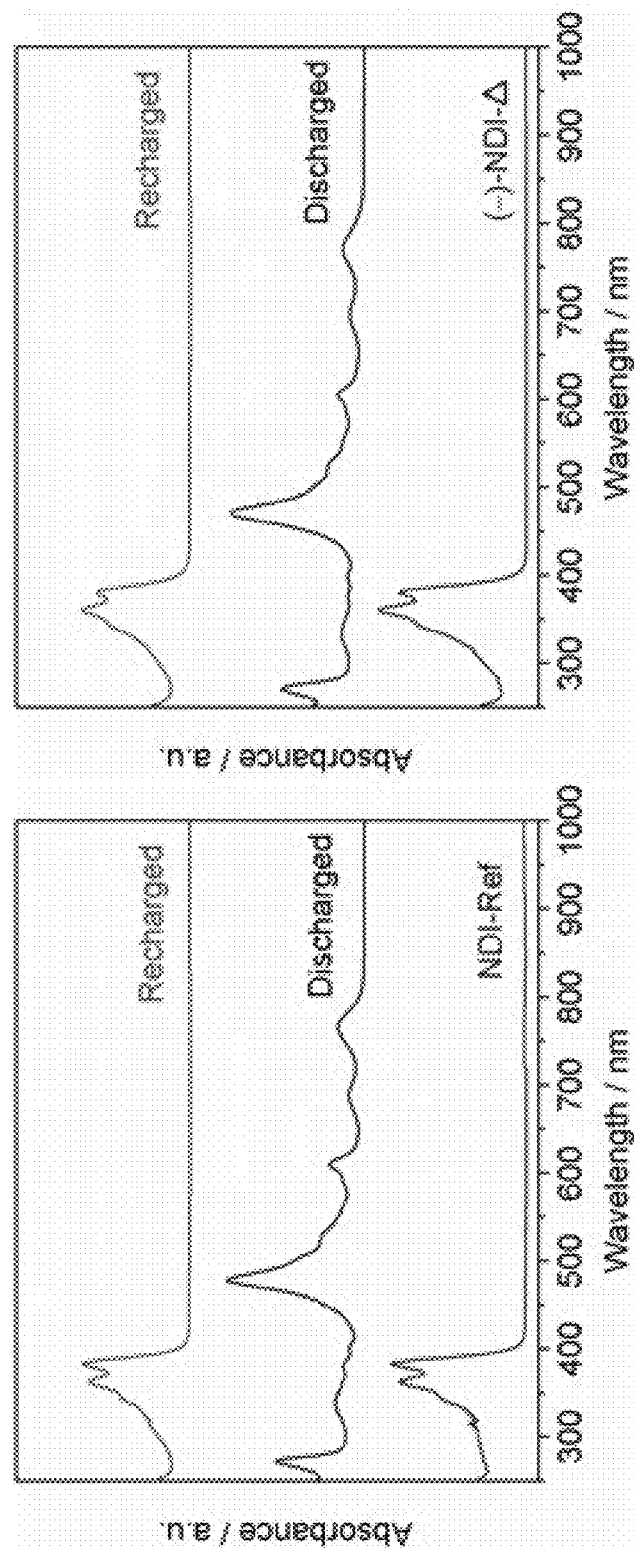 Absorbance / a.u.
Recharged
Discharged
NDI-Ref
300 400 500 600 700 800 900 1000
Wavelength / nm
Absorbance / a.u.
Recharged
Discharged
(−)-NDI-Δ
300 400 500 600 700 800 900 1000
Wavelength / nm